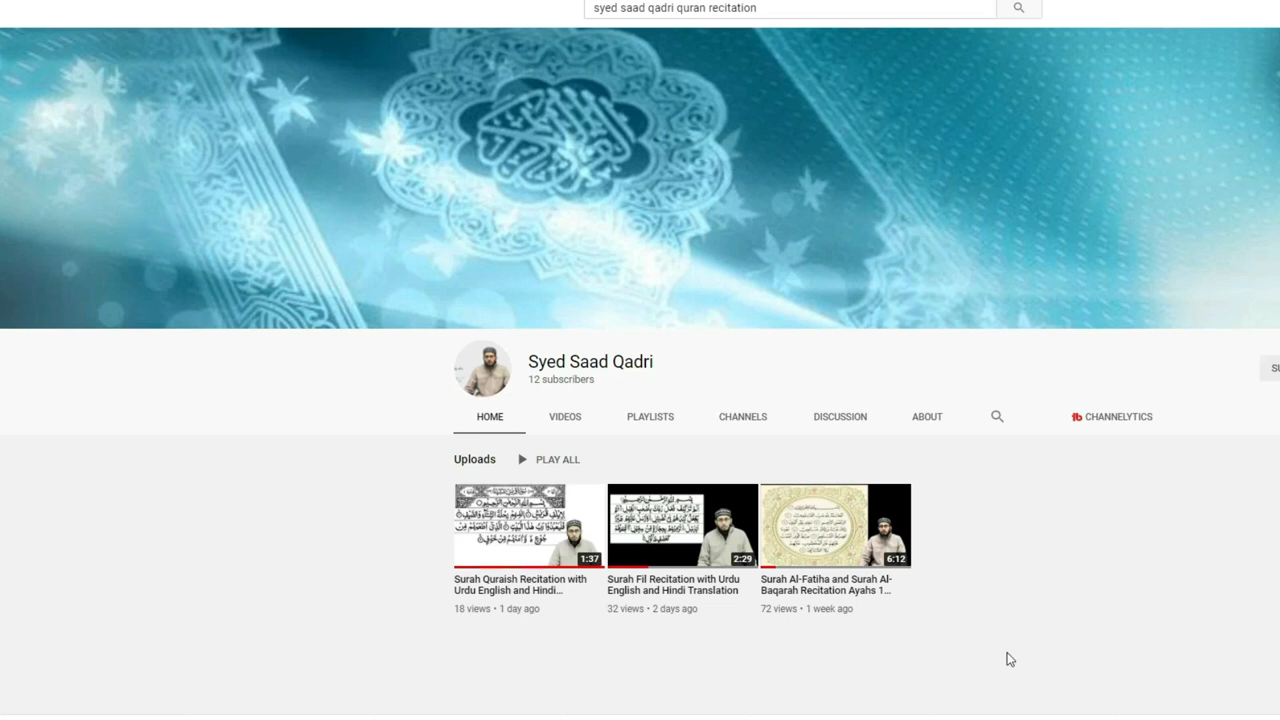 syed saad qadri quran recitation
Syed Saad Qadri
12 subscribers
SU
HOME VIDEOS PLAYLISTS CHANNELS DISCUSSION ABOUT CHANNELYTICS
Uploads PLAY ALL
1:37
2:29
6:12
Surah Quraish Recitation with
Urdu English and Hindi...
18 views • 1 day ago
Surah Fil Recitation with Urdu
English and Hindi Translation
32 views • 2 days ago
Surah Al-Fatiha and Surah Al-
Baqarah Recitation Ayahs 1...
72 views • 1 week ago